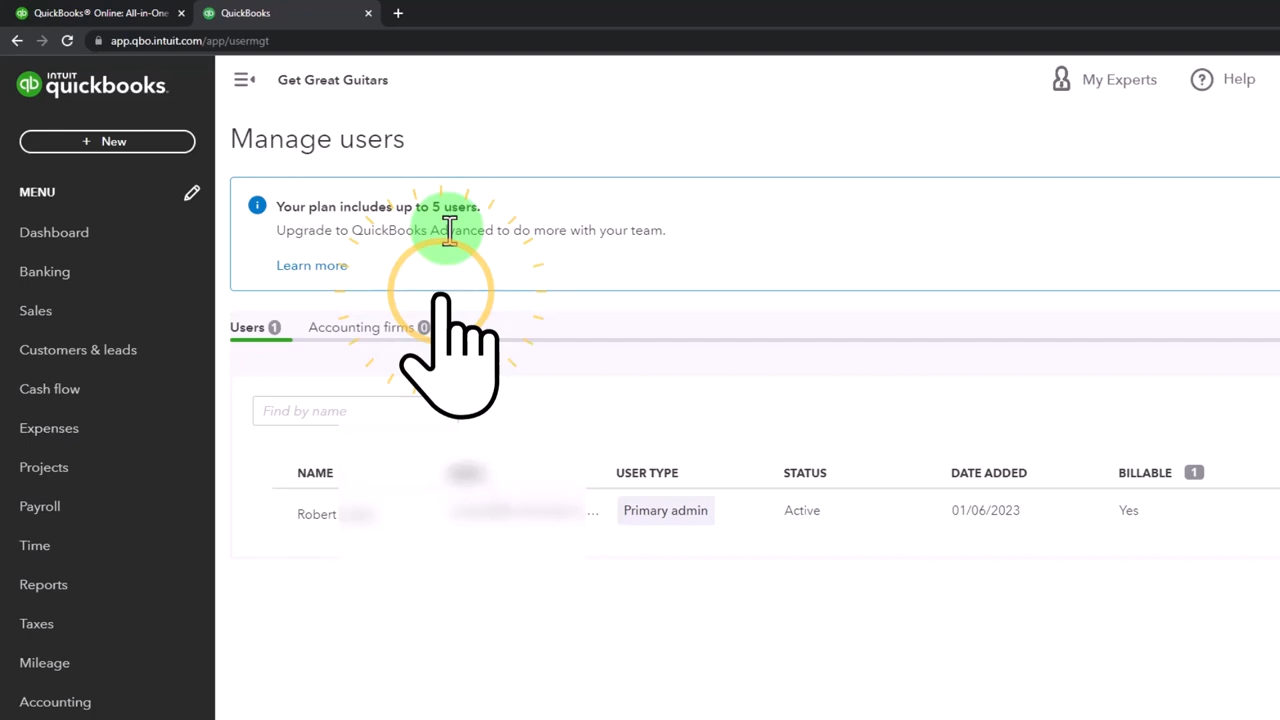 QuickBooks® Online: All-in-One
QuickBooks
app.qbo.intuit.com/app/usermgt
INTUIT
quickbooks.
Get Great Guitars
My Experts
Help
+ New
Manage users
MENU
Your plan includes up to 5 users.
Upgrade to QuickBooks Advanced to do more with your team.
Learn more
Dashboard
Banking
Sales
Customers & leads
Cash flow
Expenses
Projects
Payroll
Time
Reports
Taxes
Mileage
Accounting
Users 1
Accounting firms 0
Find by name
NAME USER TYPE STATUS DATE ADDED BILLABLE 1
Robert ... Primary admin Active 01/06/2023 Yes